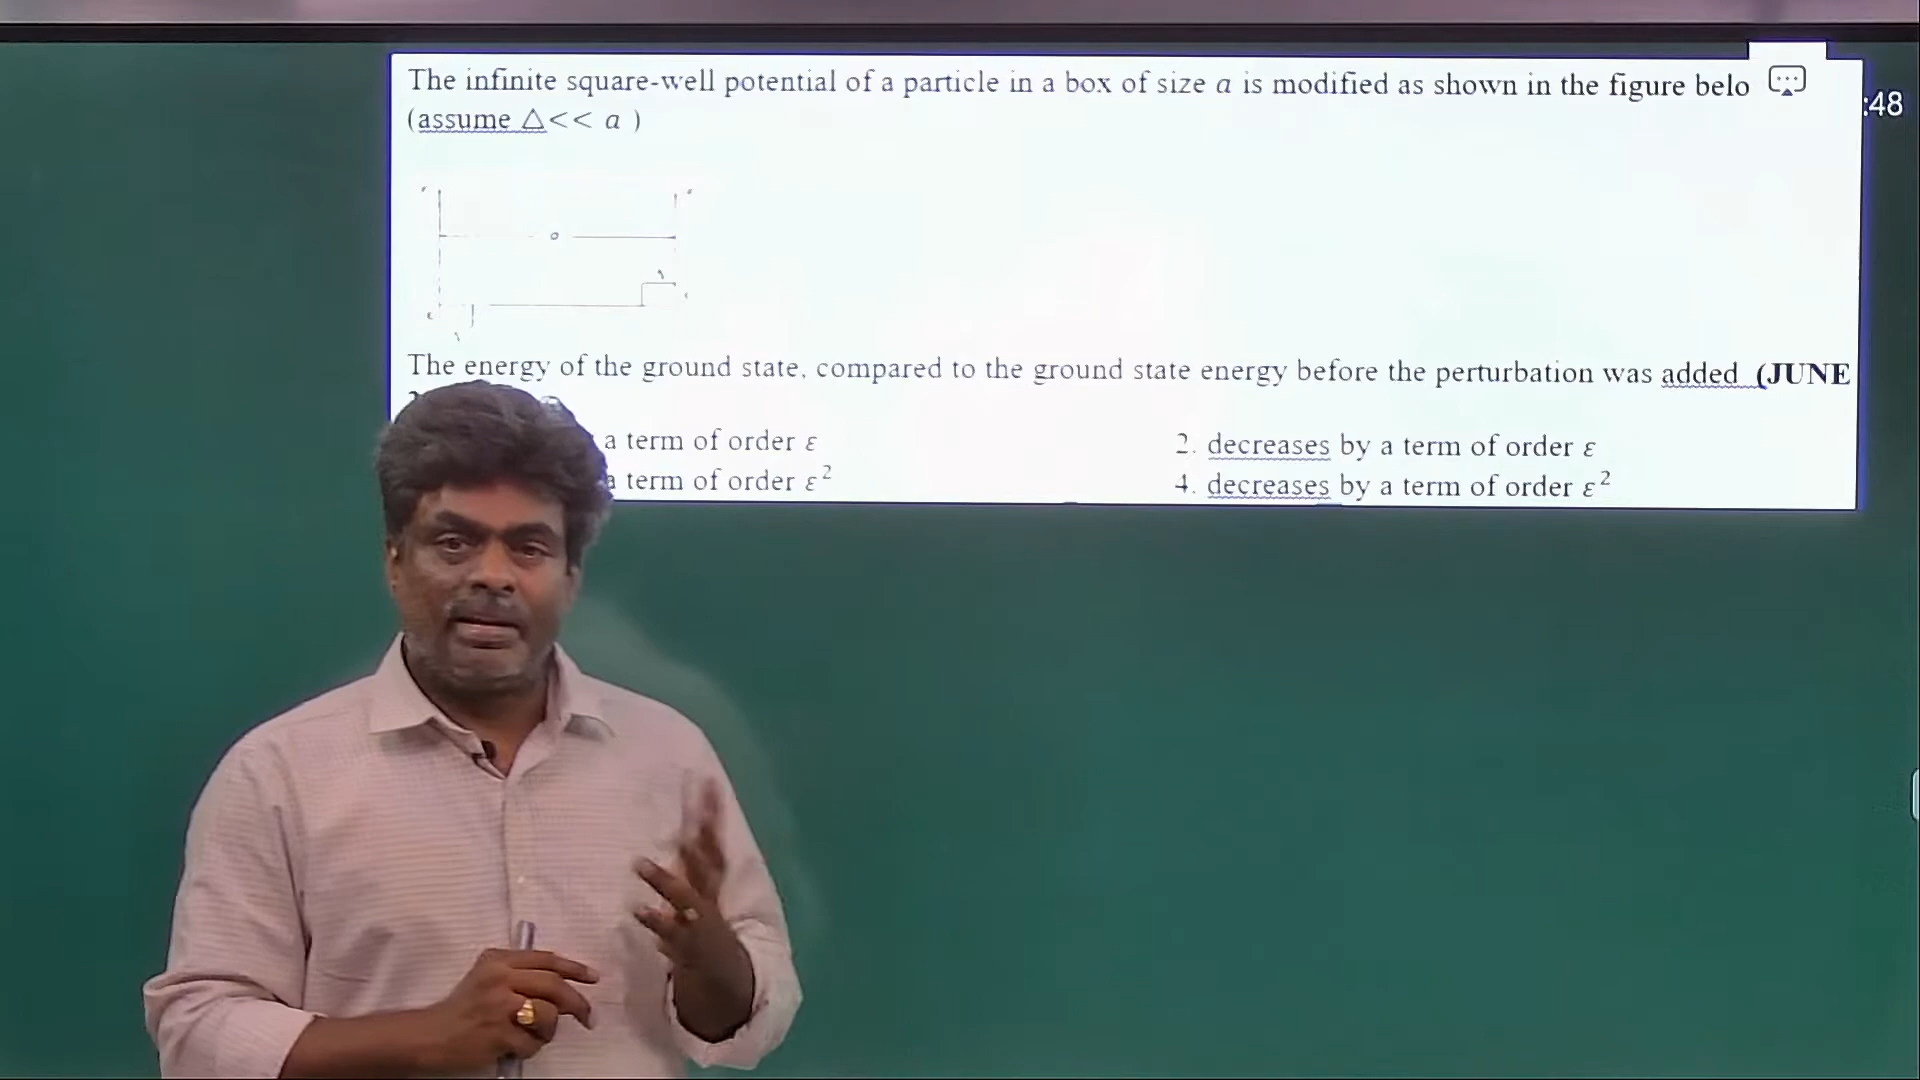 The infinite square-well potential of a particle in a box of size a is modified as shown in the figure belo
:48
(assume △<< a )
a
The energy of the ground state, compared to the ground state energy before the perturbation was added (JUNE
a term of order ε
2. decreases by a term of order ε
a term of order ε²
4. decreases by a term of order ε²